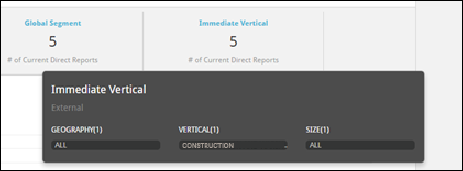 Global Segment
Immediate Vertical
5
5
# of Current Direct Reports
# of Current Direct Reports
Immediate Vertical
External
GEOGRAPHY(1)
VERTICAL(1)
SIZE(1)
ALL
CONSTRUCTION
ALL